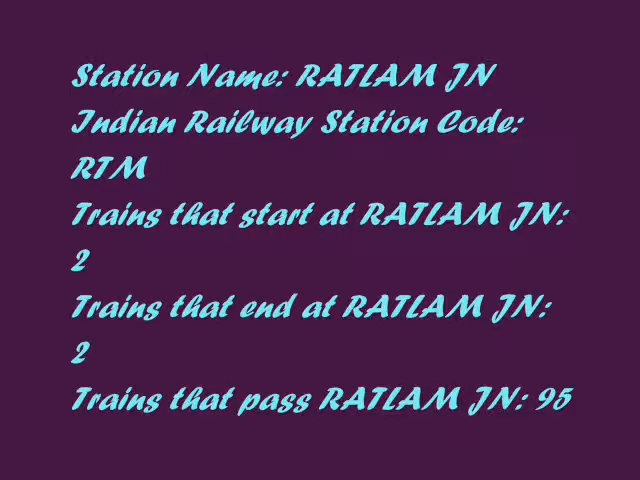 Station Name: RATLAM JN
Indian Railway Station Code:
RTM
Trains that start at RATLAM JN:
2
Trains that end at RATLAM JN:
2
Trains that pass RATLAM JN: 95